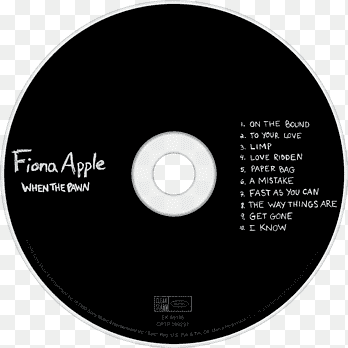 Fiona Apple
WHEN THE PAWN
1. ON THE BOUND
2. TO YOUR LOVE
3. LIMP
4. LOVE RIDDEN
5. PAPER BAG
6. A MISTAKE
7. FAST AS YOU CAN
8. THE WAY THINGS ARE
9. GET GONE
10. I KNOW